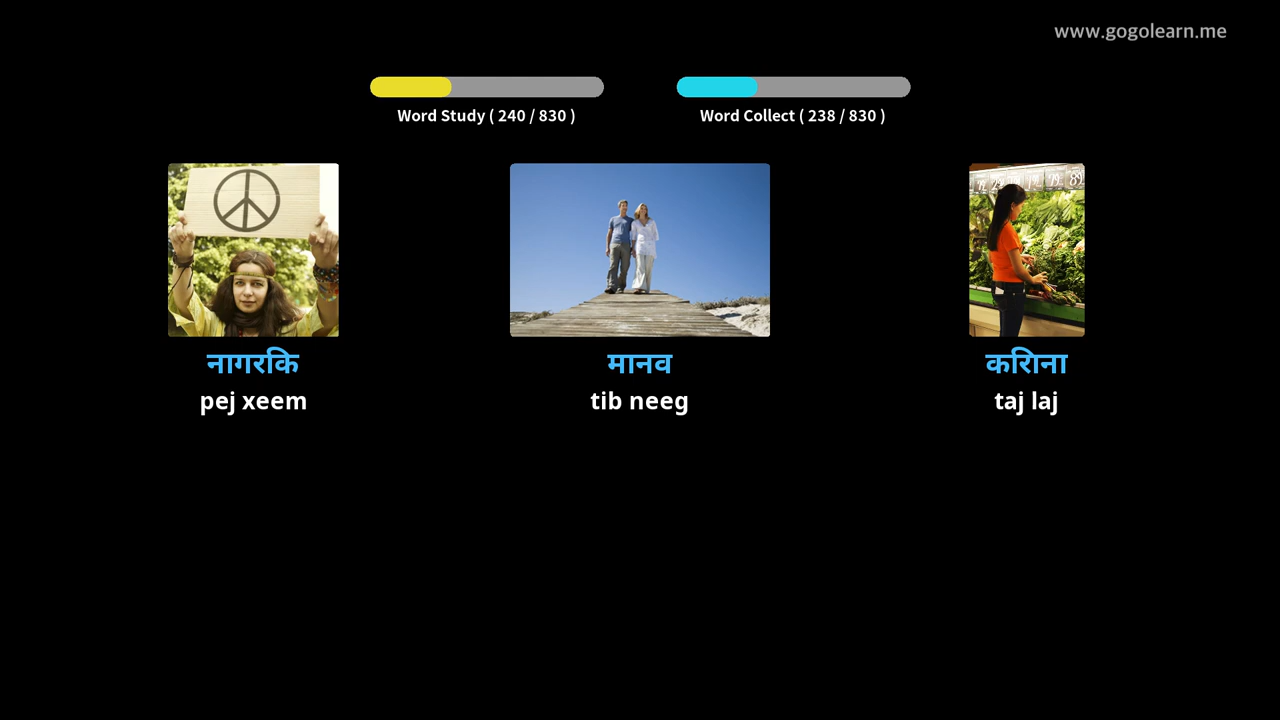 www.gogolearn.me
Word Study ( 240 / 830 )
Word Collect ( 238 / 830 )
नागरकि
मानव
करिाना
pej xeem
tib neeg
taj laj